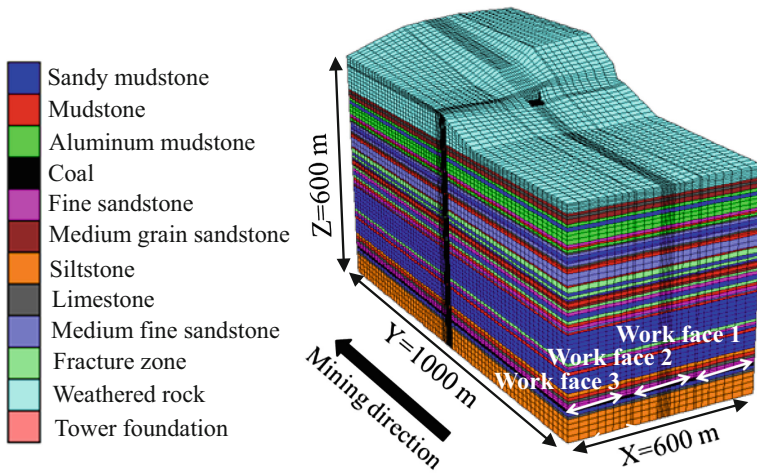 Sandy mudstone
Mudstone
Aluminum mudstone
Coal
Fine sandstone
Medium grain sandstone
Siltstone
Limestone
Medium fine sandstone
Fracture zone
Weathered rock
Tower foundation
Z=600 m
Y=1000 m
X=600 m
Mining direction
Work face 1
Work face 2
Work face 3